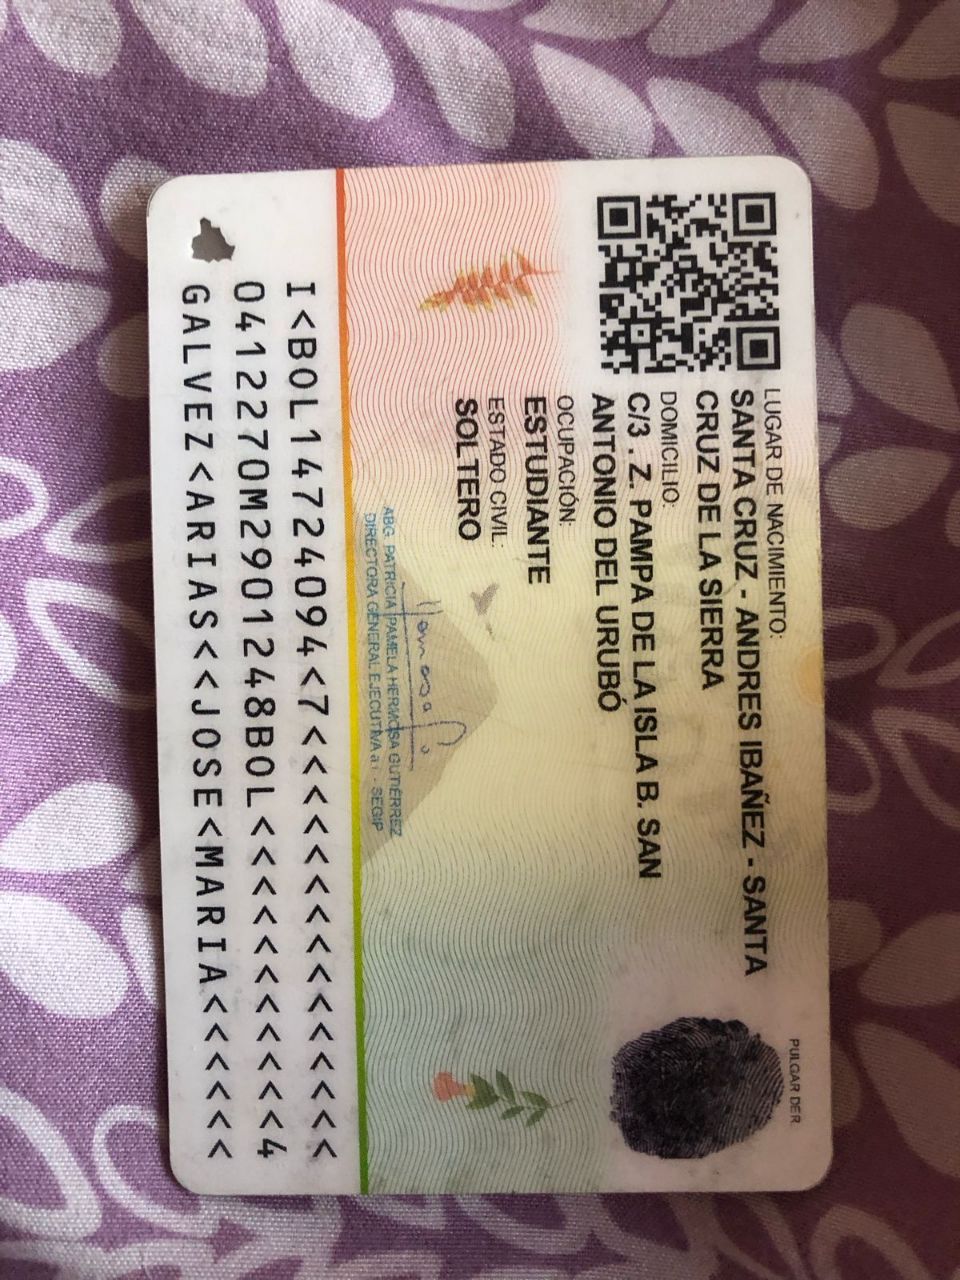 LUGAR DE NACIMIENTO:
SANTA CRUZ - ANDRES IBAÑEZ - SANTA
CRUZ DE LA SIERRA
DOMICILIO:
C/3 . Z. PAMPA DE LA ISLA B. SAN
ANTONIO DEL URUBÓ
OCUPACIÓN:
ESTUDIANTE
ESTADO CIVIL:
SOLTERO
PULGAR DER
ABG. PATRICIA PAMELA HERMOSA GUTIÉRREZ
DIRECTORA GENERAL EJECUTIVA a.i. - SEGIP
I<BOL14724094<7<<<<<<<<<<<<<<<
0412270M2901248BOL<<<<<<<<<<<4
GALVEZ<ARIAS<<JOSE<MARIA<<<<<<